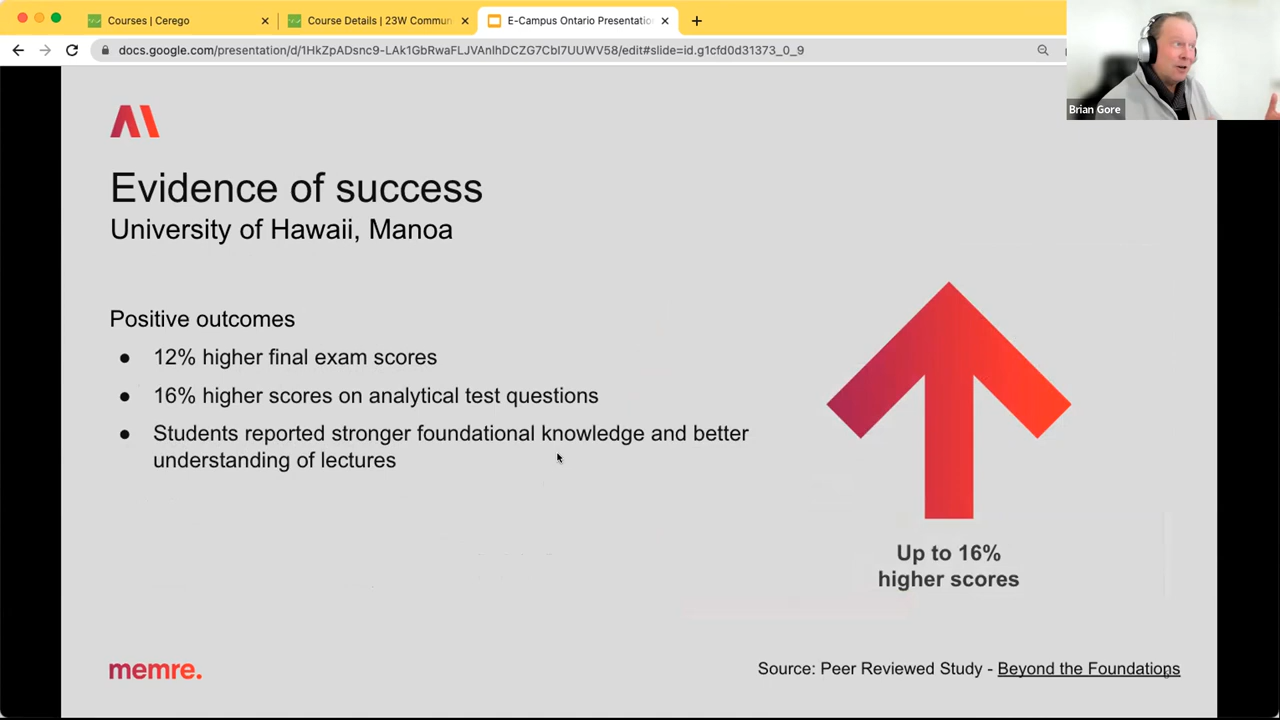 Courses | Cerego
Course Details | 23W Commun
E-Campus Ontario Presentatio
docs.google.com/presentation/d/1HkZpADsnc9-LAk1GbRwaFLJVAnlhDCZG7Cbl7UUWV58/edit#slide=id.g1cfd0d31373_0_9
Brian Gore
Evidence of success
University of Hawaii, Manoa
Positive outcomes
● 12% higher final exam scores
● 16% higher scores on analytical test questions
● Students reported stronger foundational knowledge and better
understanding of lectures
Up to 16%
higher scores
memre.
Source: Peer Reviewed Study - Beyond the Foundations